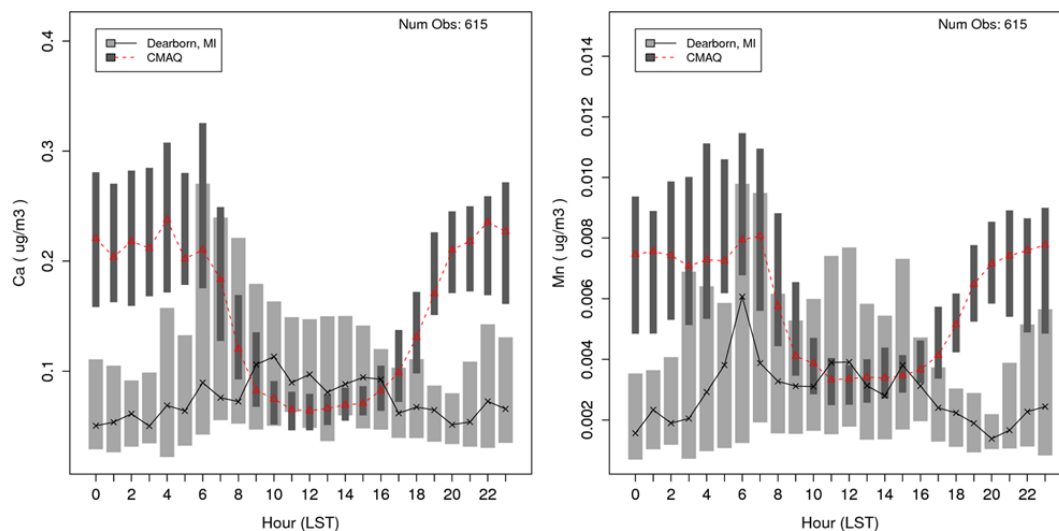 Num Obs: 615
Dearborn, MI
CMAQ
Ca ( ug/m3 )
0.4
0.3
0.2
0.1
0 2 4 6 8 10 12 14 16 18 20 22
Hour (LST)
Num Obs: 615
Dearborn, MI
CMAQ
Mn ( ug/m3 )
0.014
0.012
0.010
0.008
0.006
0.004
0.002
0 2 4 6 8 10 12 14 16 18 20 22
Hour (LST)